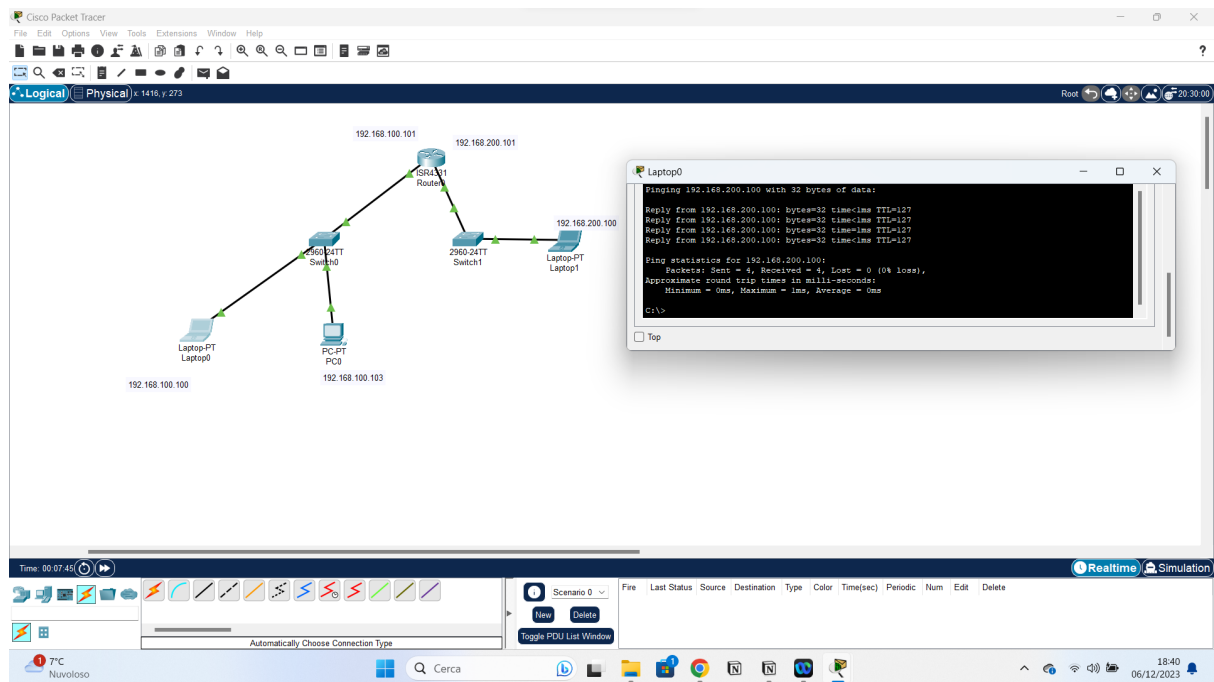 Cisco Packet Tracer
File Edit Options View Tools Extensions Window Help
?
Logical Physical x: 1416, y: 273 Root 20:30:00
192.168.100.101
192.168.200.101
ISR4331
Router0
192.168.200.100
2960-24TT
Switch0
2960-24TT
Switch1
Laptop-PT
Laptop1
Laptop-PT
Laptop0
PC-PT
PC0
192.168.100.103
192.168.100.100
Laptop0
Pinging 192.168.200.100 with 32 bytes of data:
Reply from 192.168.200.100: bytes=32 time<1ms TTL=127
Reply from 192.168.200.100: bytes=32 time<1ms TTL=127
Reply from 192.168.200.100: bytes=32 time<1ms TTL=127
Reply from 192.168.200.100: bytes=32 time<1ms TTL=127
Ping statistics for 192.168.200.100:
Packets: Sent = 4, Received = 4, Lost = 0 (0% loss),
Approximate round trip times in milli-seconds:
Minimum = 0ms, Maximum = 1ms, Average = 0ms
C:\>
Top
Time: 00:07:45 Realtime Simulation
Scenario 0
New Delete
Toggle PDU List Window
Fire Last Status Source Destination Type Color Time(sec) Periodic Num Edit Delete
Automatically Choose Connection Type
1
7°C
Nuvoloso
Cerca
1
18:40
06/12/2023